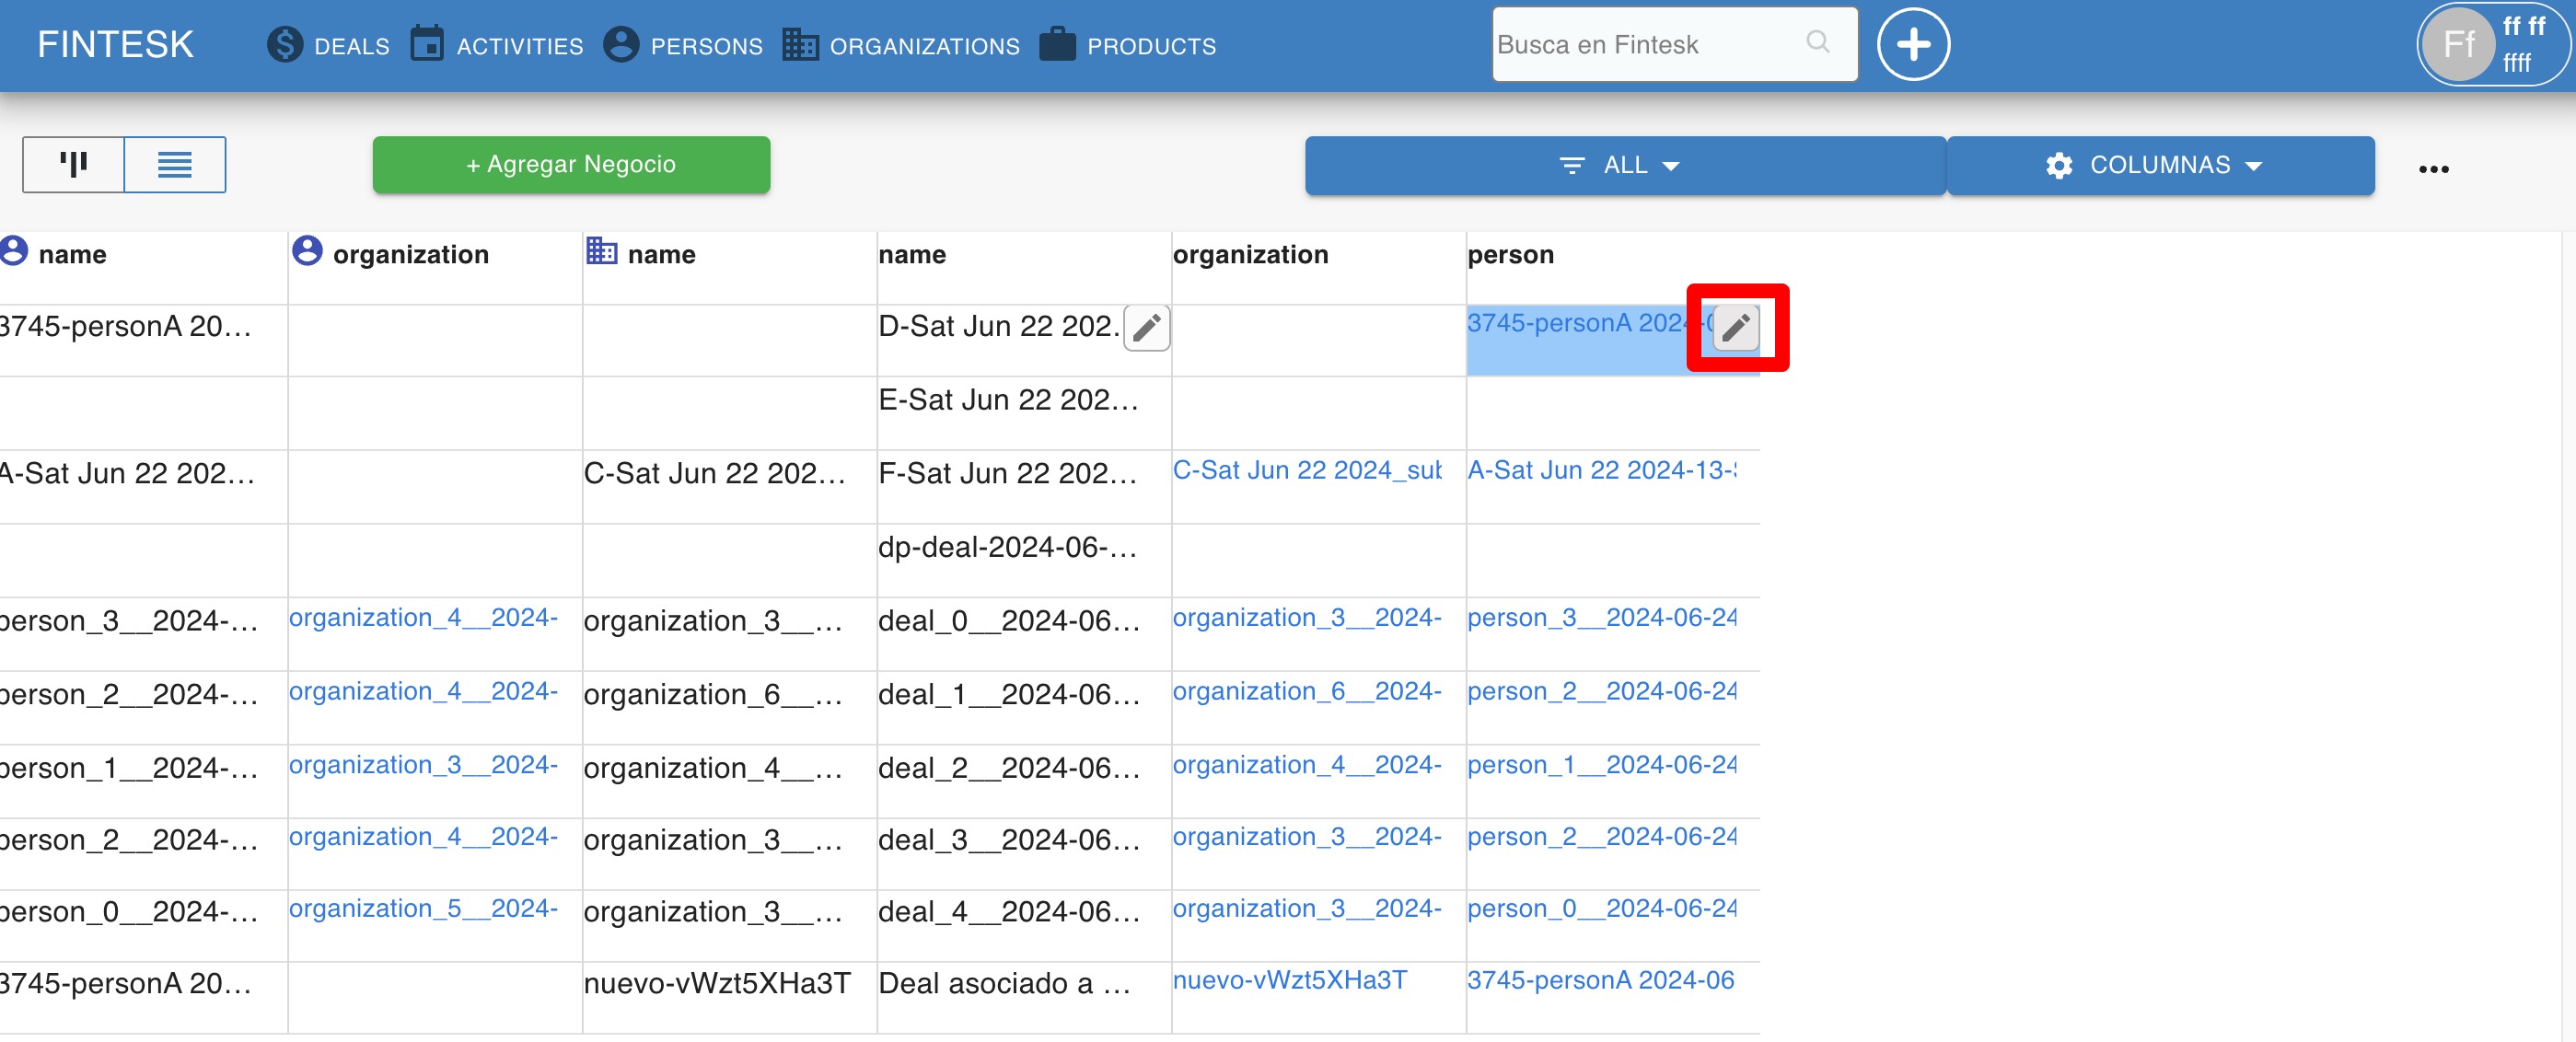 FINTESK DEALS ACTIVITIES PERSONS ORGANIZATIONS PRODUCTS Busca en Fintesk Ff ff ff
ffff
+ Agregar Negocio ALL COLUMNAS
name organization name name organization person
3745-personA 20... D-Sat Jun 22 202. 3745-personA 2024-0
E-Sat Jun 22 202...
A-Sat Jun 22 202... C-Sat Jun 22 202... F-Sat Jun 22 202... C-Sat Jun 22 2024_sub A-Sat Jun 22 2024-13-
dp-deal-2024-06-...
person_3__2024-... organization_4__2024- organization_3__... deal_0__2024-06... organization_3__2024- person_3__2024-06-24
person_2__2024-... organization_4__2024- organization_6__... deal_1__2024-06... organization_6__2024- person_2__2024-06-24
person_1__2024-... organization_3__2024- organization_4__... deal_2__2024-06... organization_4__2024- person_1__2024-06-24
person_2__2024-... organization_4__2024- organization_3__... deal_3__2024-06... organization_3__2024- person_2__2024-06-24
person_0__2024-... organization_5__2024- organization_3__... deal_4__2024-06... organization_3__2024- person_0__2024-06-24
3745-personA 20... nuevo-vWzt5XHa3T Deal asociado a ... nuevo-vWzt5XHa3T 3745-personA 2024-06